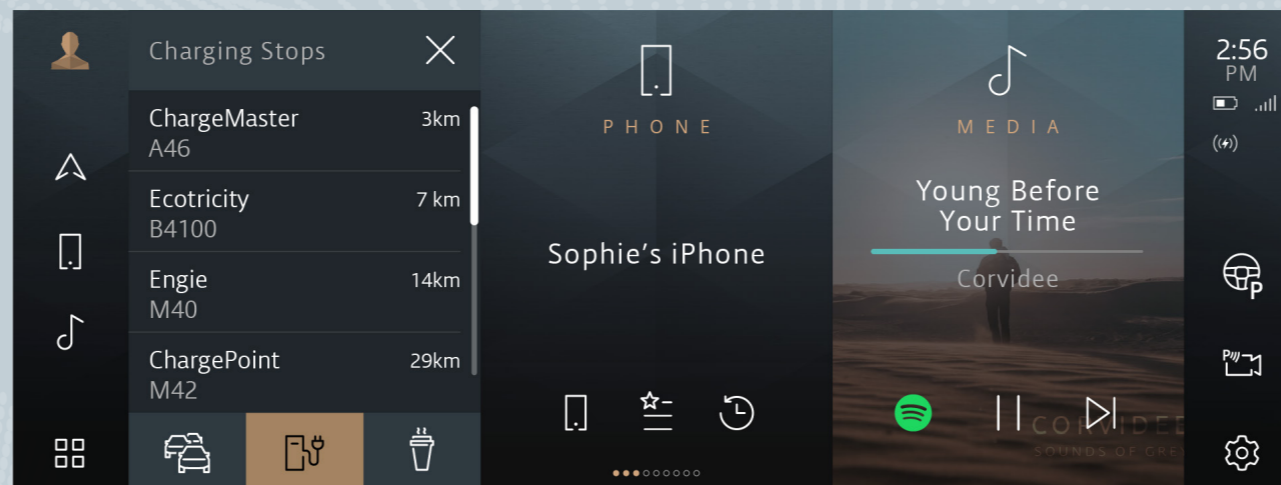 Charging Stops
ChargeMaster 3km
A46
Ecotricity 7 km
B4100
Engie 14km
M40
ChargePoint 29km
M42
PHONE
Sophie's iPhone
MEDIA
Young Before
Your Time
Corvidee
CORVIDEE
SOUNDS OF GREY
2:56
PM
P
P